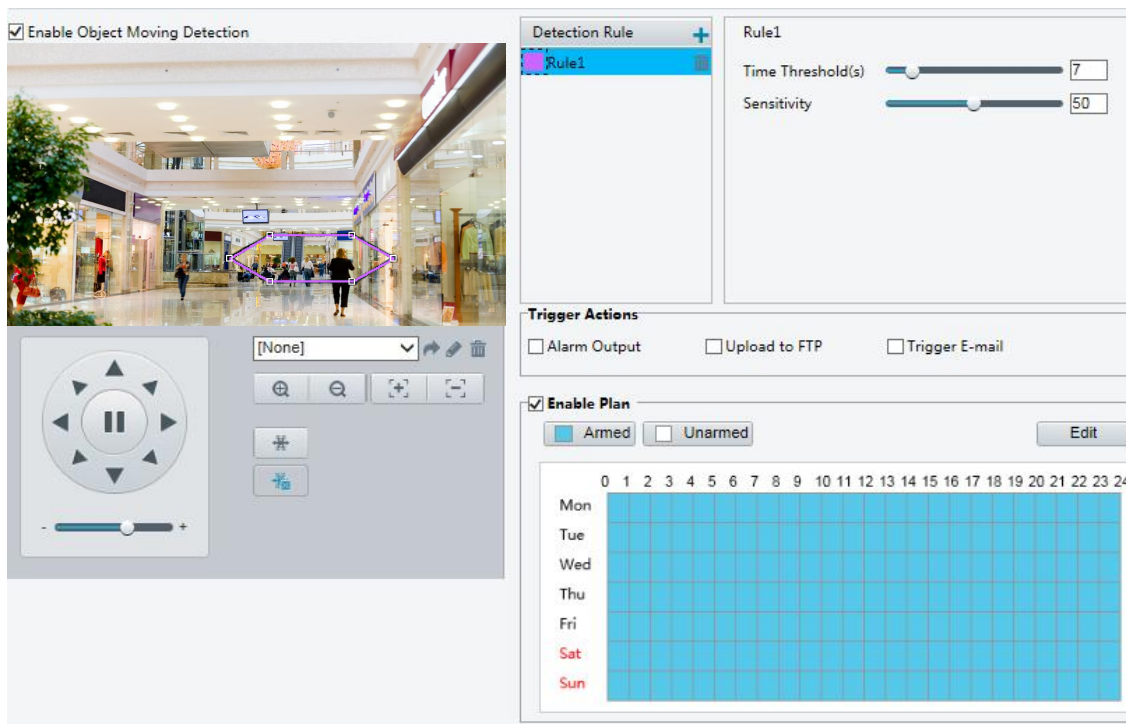 Enable Object Moving Detection
Detection Rule
Rule1
Rule1
Time Threshold(s) 7
Sensitivity 50
[None]
- +
Trigger Actions
Alarm Output Upload to FTP Trigger E-mail
Enable Plan
Armed Unarmed Edit
0 1 2 3 4 5 6 7 8 9 10 11 12 13 14 15 16 17 18 19 20 21 22 23 24
Mon
Tue
Wed
Thu
Fri
Sat
Sun